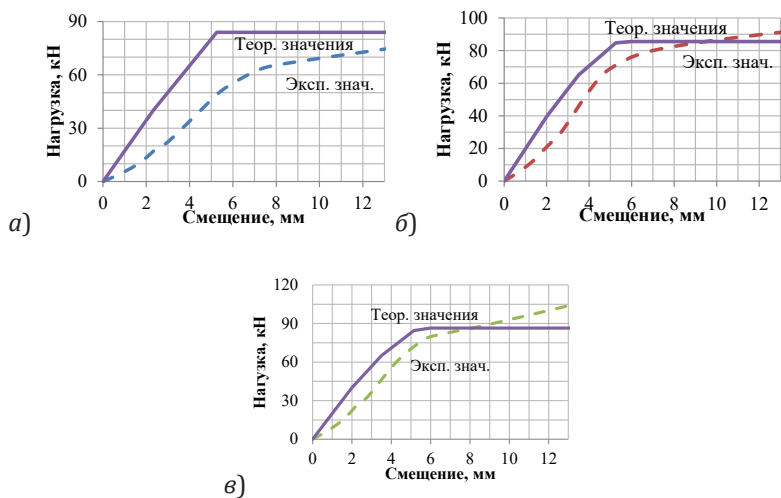 90
60
30
0
Нагрузка, кН
Теор. значения
Эксп. знач.
0 2 4 6 8 10 12
Смещение, мм
а)
100
80
60
40
20
0
Нагрузка, кН
Теор. значения
Эксп. знач.
0 2 4 6 8 10 12
Смещение, мм
б)
120
90
60
30
0
Нагузка, кН
Теор. значения
Эксп. знач.
0 2 4 6 8 10 12
Смещение, мм
в)